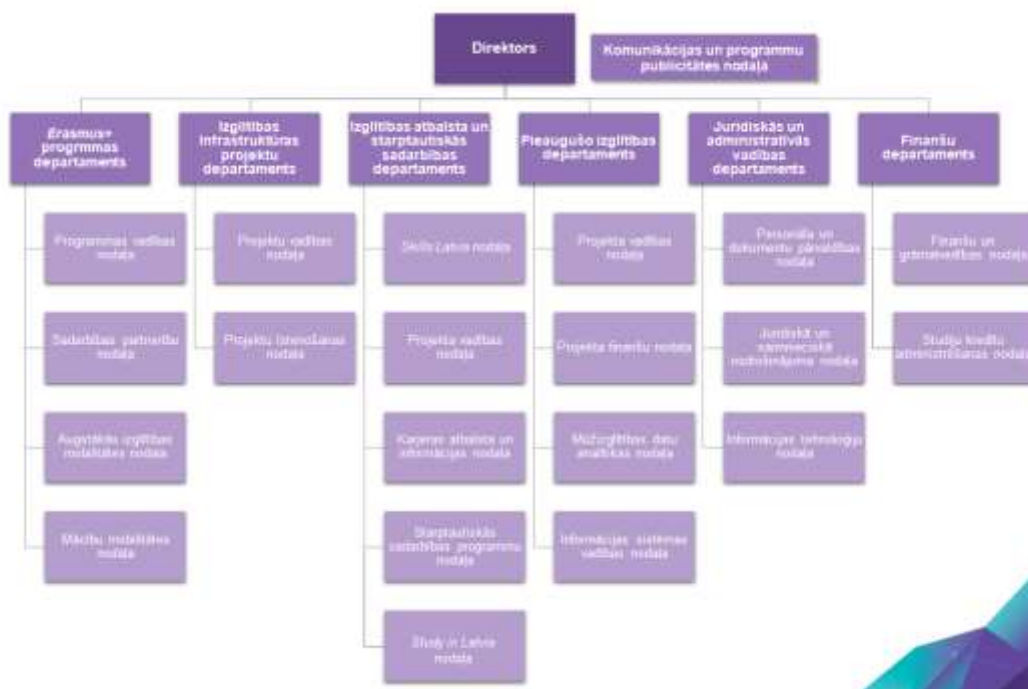 Direktors
Komunikācijas un programmu
publicitātes nodaļa
Erasmus+
progrmmas
departaments
Izglītības
infrastruktūras
projektu
departaments
Izglītības atbalsta un
starptautiskās
sadarbības
departaments
Pieaugušo izglītības
departaments
Juridiskās un
administratīvās
vadības
departaments
Finanšu
departaments
Programmas vadības
nodaļa
Sadarbības partnerību
nodaļa
Augstākās izglītības
mobilitātes nodaļa
Mācību mobilitātes
nodaļa
Projektu vadības
nodaļa
Projektu īstenošanas
nodaļa
Skills Latvia nodaļa
Projekta vadības
nodaļa
Karjeras atbalsta un
informācijas nodaļa
Starptautiskās
sadarbības programmu
nodaļa
Study in Latvia
nodaļa
Projekta vadības
nodaļa
Projekta finanšu nodaļa
Mūžizglītības datu
analītikas nodaļa
Informācijas sistēmas
vadības nodaļa
Personāla un
dokumentu pārvaldības
nodaļa
Juridiskā un
saimnieciskā
nodrošinājuma nodaļa
Informācijas tehnoloģiju
nodaļa
Finanšu un
grāmatvedības nodaļa
Studiju kredītu
administrēšanas nodaļa